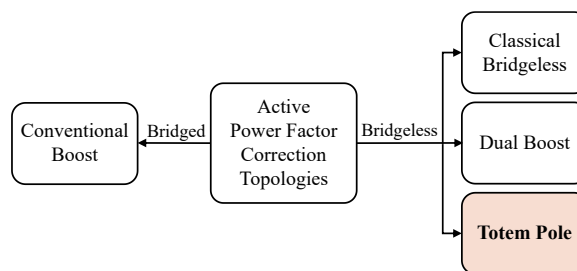 Classical
Bridgeless
Active
Power Factor
Correction
Topologies
Conventional
Boost
Bridged
Bridgeless
Dual Boost
Totem Pole